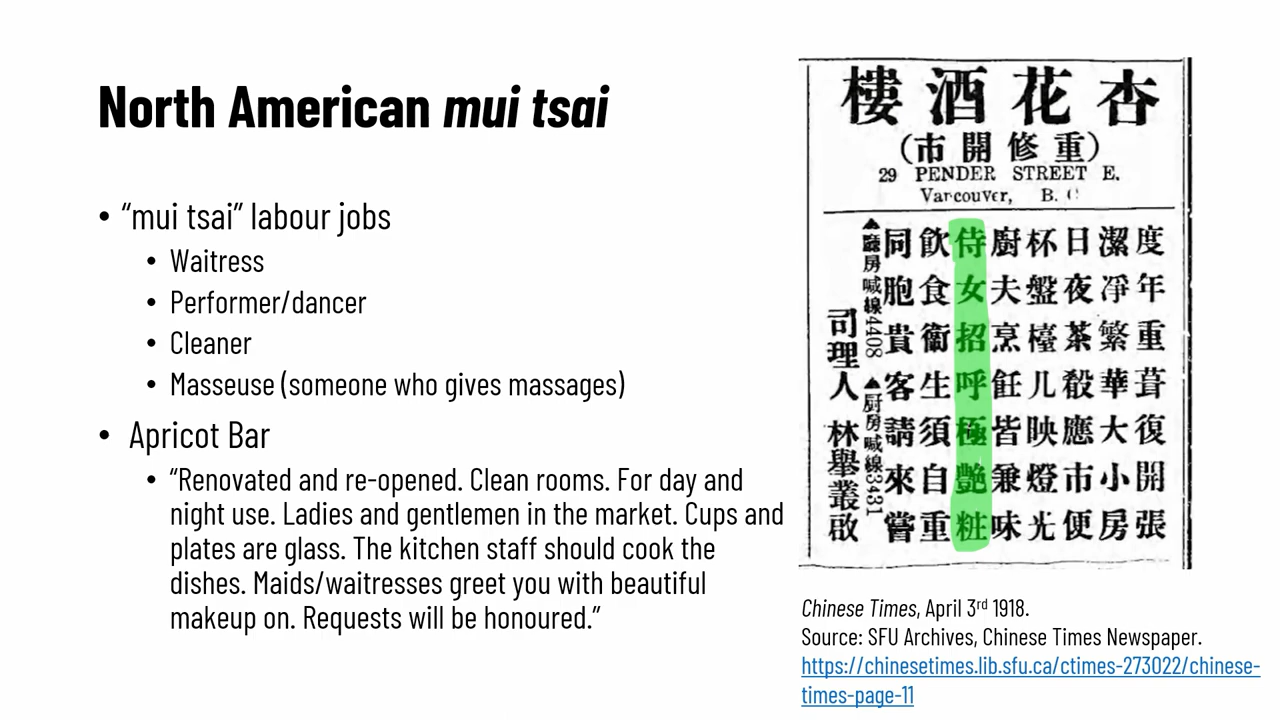 North American mui tsai
• “mui tsai” labour jobs
• Waitress
• Performer/dancer
• Cleaner
• Masseuse (someone who gives massages)
• Apricot Bar
• “Renovated and re-opened. Clean rooms. For day and
night use. Ladies and gentlemen in the market. Cups and
plates are glass. The kitchen staff should cook the
dishes. Maids/waitresses greet you with beautiful
makeup on. Requests will be honoured.”
杏花酒樓
(重修開市)
29 PENDER STREET E.
Vancouver, B. C
度年重葺復開張
潔淨繁華大小房
日夜茶殽應市便
杯盤檯儿映燈光
廚夫烹飪皆兼味
侍女招呼極艷粧
飲食衞生須自重
同胞貴客請來嘗
▲廳房喊線4408 ▲厨房喊線3431
司理人 林舉叢啟
Chinese Times, April 3rd 1918.
Source: SFU Archives, Chinese Times Newspaper.
https://chinesetimes.lib.sfu.ca/ctimes-273022/chinese-
times-page-11